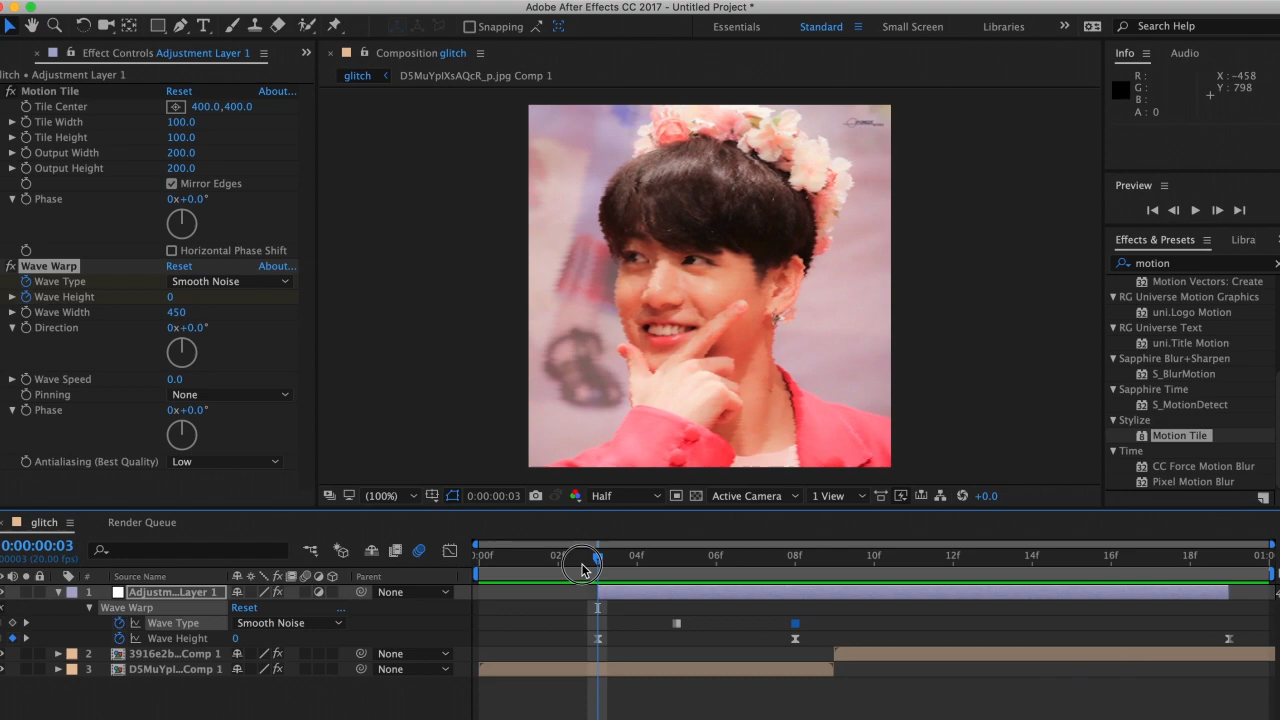 Adobe After Effects CC 2017 - Untitled Project *
Snapping
Essentials
Standard
Small Screen
Libraries
Search Help
Effect Controls Adjustment Layer 1
Composition glitch
Info
Audio
glitch
D5MuYpIXsAQcR_p.jpg Comp 1
litch • Adjustment Layer 1
fx Motion Tile Reset About...
Tile Center 400.0,400.0
Tile Width 100.0
Tile Height 100.0
Output Width 200.0
Output Height 200.0
Mirror Edges
Phase 0x+0.0°
Horizontal Phase Shift
fx Wave Warp Reset About...
Wave Type Smooth Noise
Wave Height 0
Wave Width 450
Direction 0x+0.0°
Wave Speed 0.0
Pinning None
Phase 0x+0.0°
Antialiasing (Best Quality) Low
R :
G :
B :
A : 0
X : -458
Y : 798
Preview
Effects & Presets
Libra
motion
Motion Vectors: Create
RG Universe Motion Graphics
uni.Logo Motion
RG Universe Text
uni.Title Motion
Sapphire Blur+Sharpen
S_BlurMotion
Sapphire Time
S_MotionDetect
Stylize
Motion Tile
Time
CC Force Motion Blur
Pixel Motion Blur
(100%)
0:00:00:03
Half
Active Camera
1 View
+0.0
glitch
Render Queue
0:00:00:03
00003 (20.00 fps)
# Source Name Parent
:00f 02f 04f 06f 08f 10f 12f 14f 16f 18f 01:0
1 Adjustm...Layer 1 None
Wave Warp Reset ...
Wave Type Smooth Noise
Wave Height 0
2 3916e2b...Comp 1 None
3 D5MuYpI...Comp 1 None